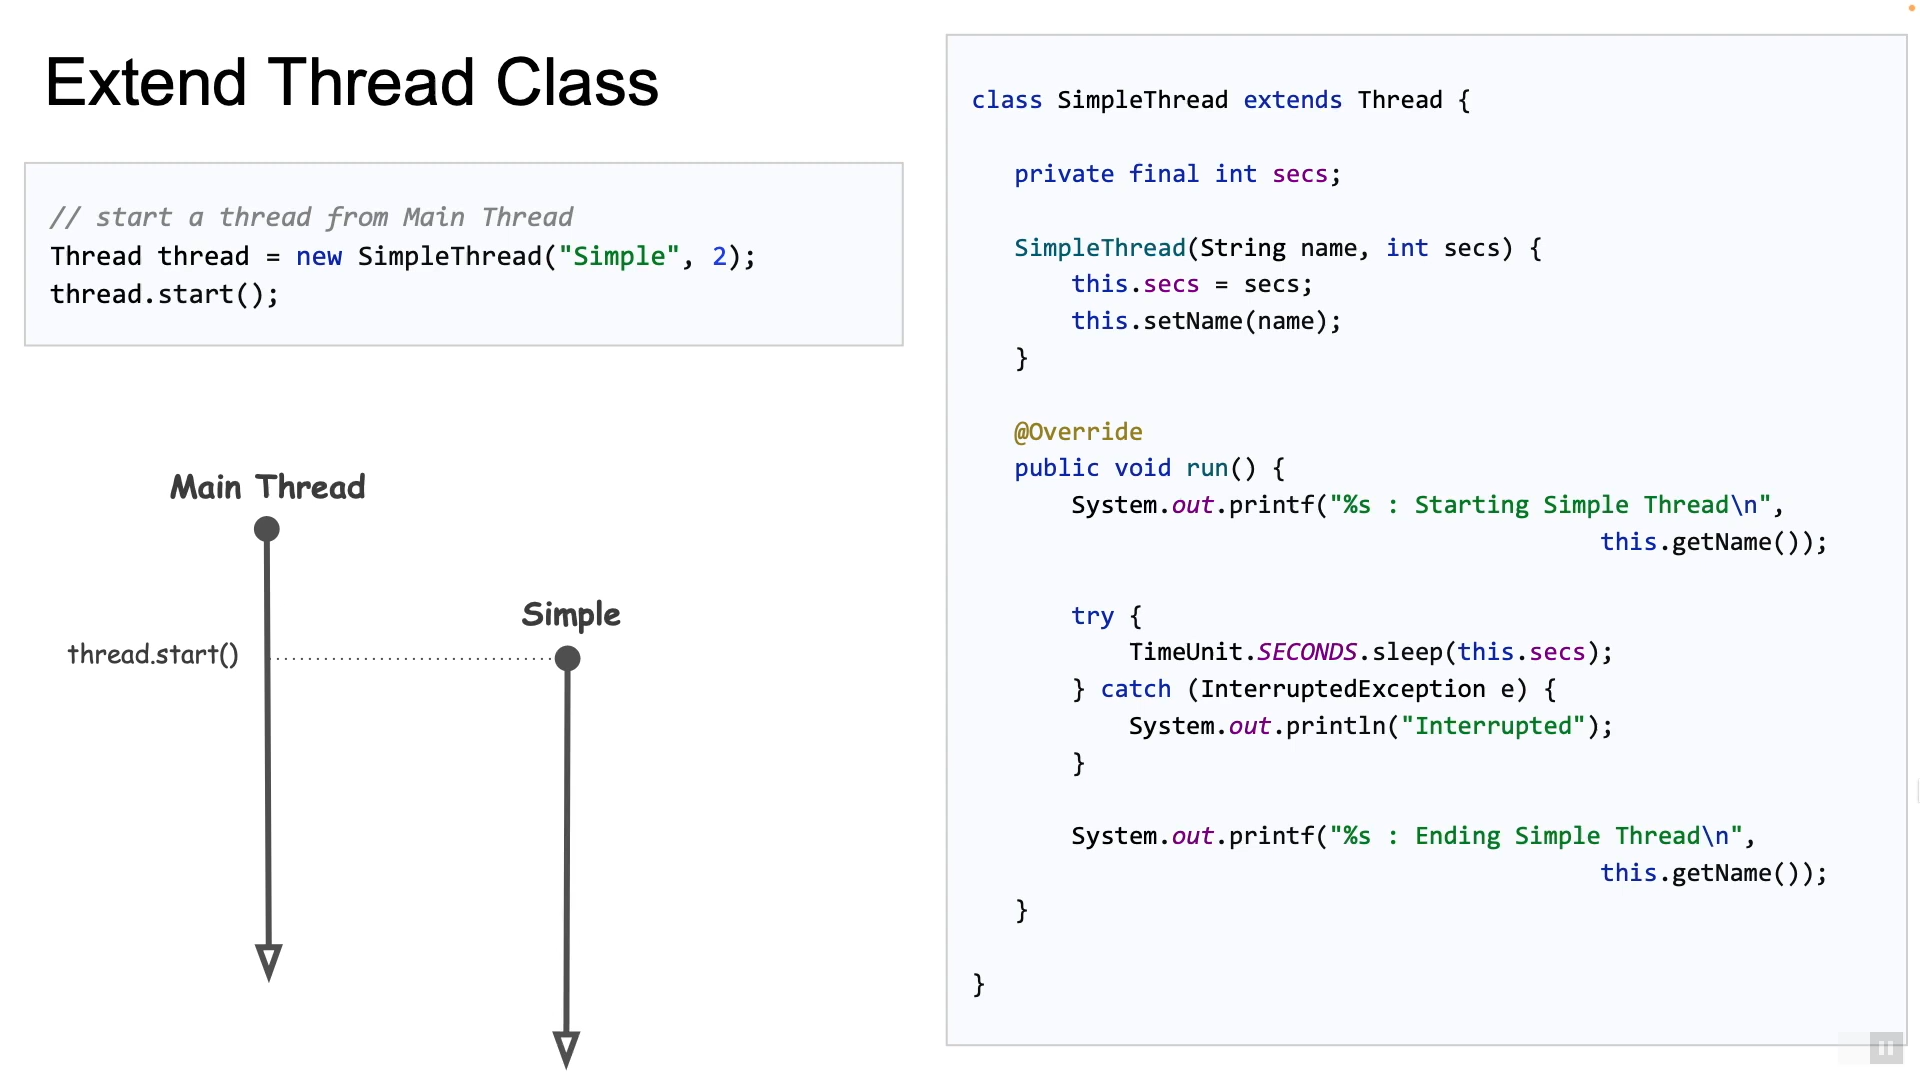 Extend Thread Class
// start a thread from Main Thread
Thread thread = new SimpleThread("Simple", 2);
thread.start();
Main Thread
Simple
thread.start()
class SimpleThread extends Thread {
private final int secs;
SimpleThread(String name, int secs) {
this.secs = secs;
this.setName(name);
}
@Override
public void run() {
System.out.printf("%s : Starting Simple Thread\n",
this.getName());
try {
TimeUnit.SECONDS.sleep(this.secs);
} catch (InterruptedException e) {
System.out.println("Interrupted");
}
System.out.printf("%s : Ending Simple Thread\n",
this.getName());
}
}